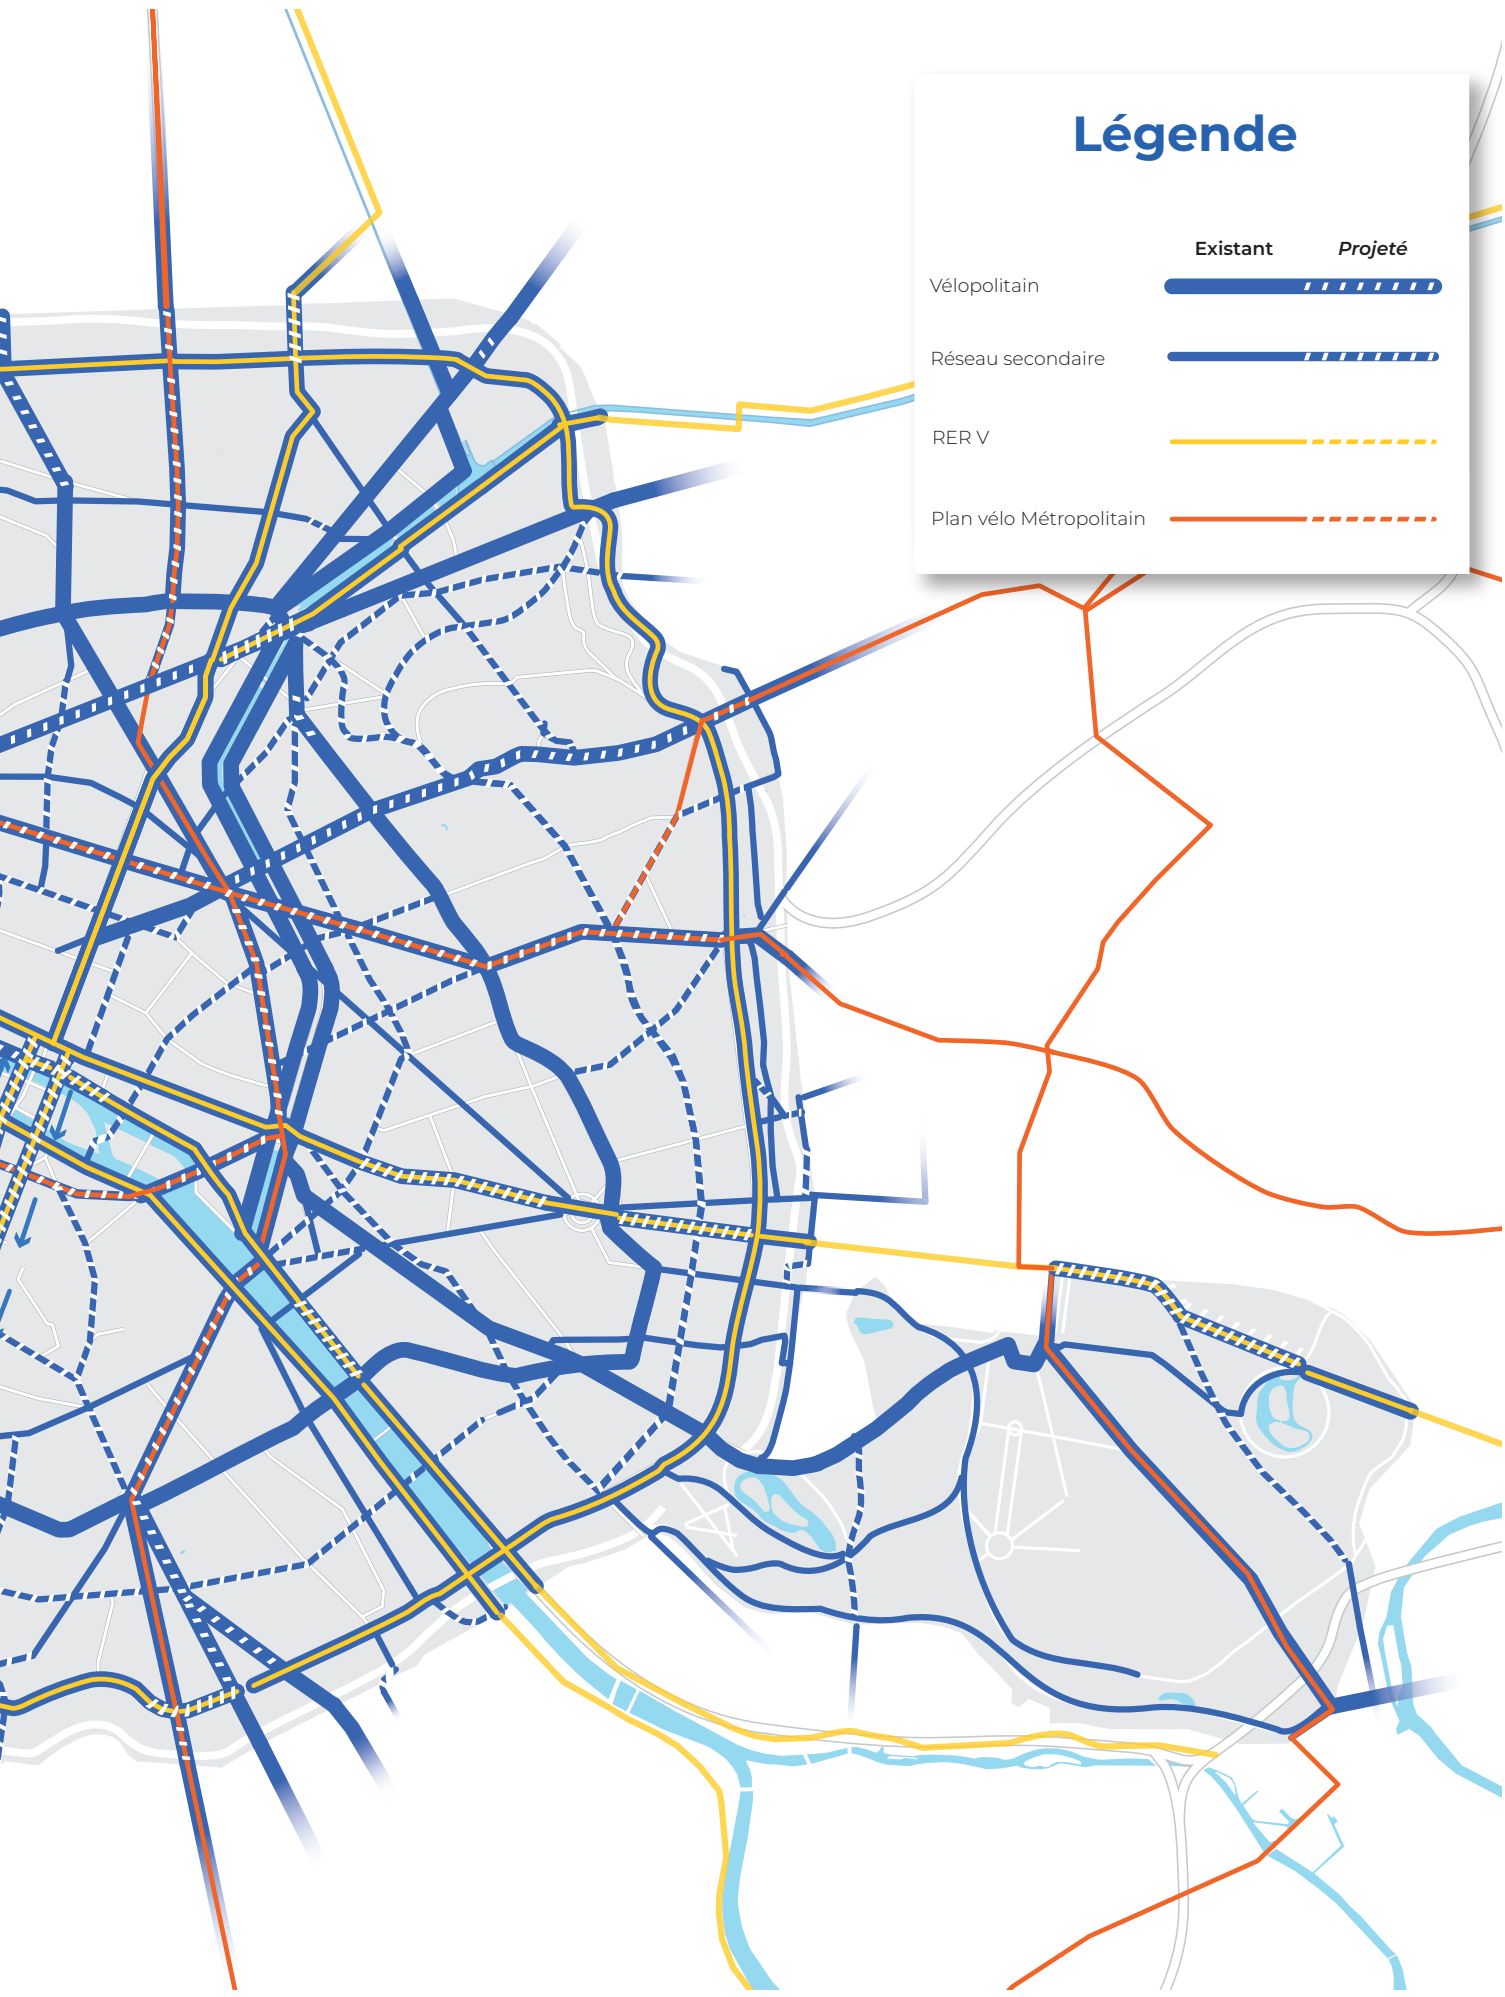 Légende
Existant Projeté
Vélopolitain
Réseau secondaire
RER V
Plan vélo Métropolitain